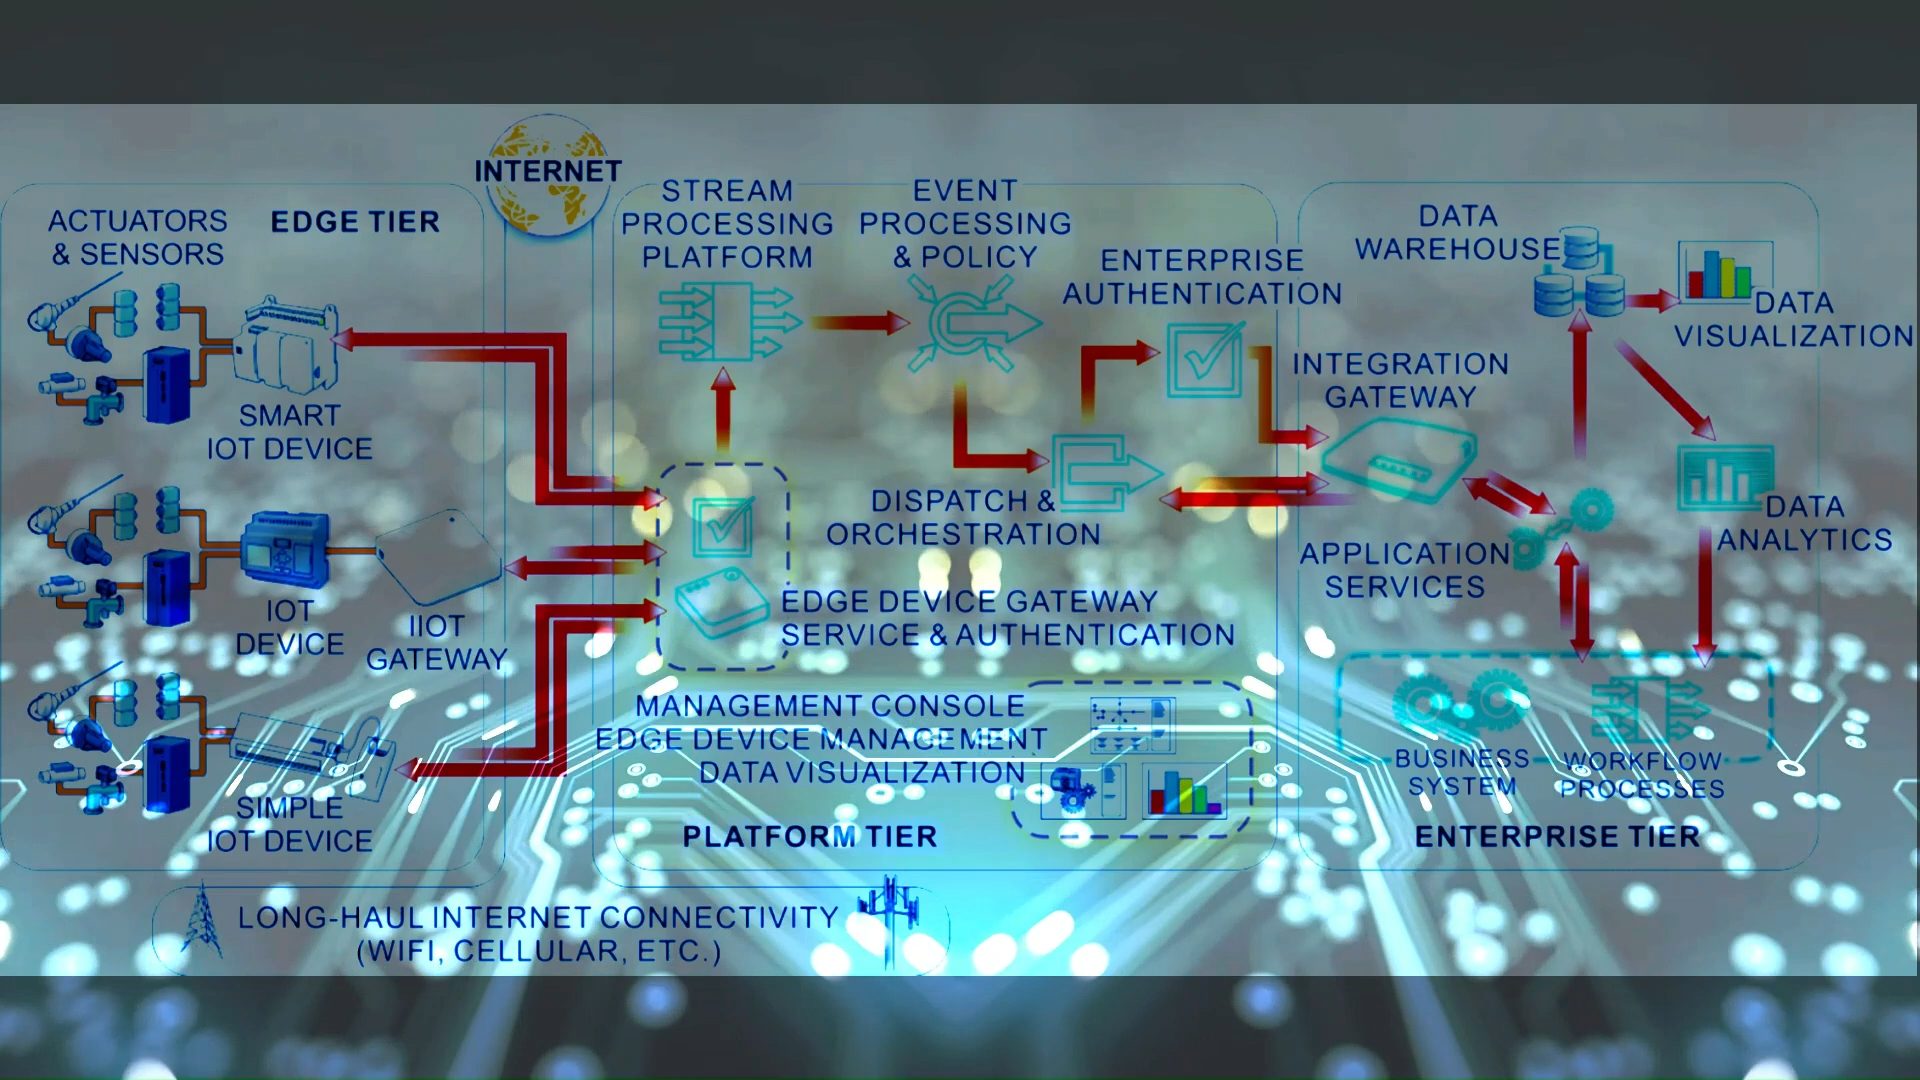 INTERNET
ACTUATORS
& SENSORS
EDGE TIER
SMART
IOT DEVICE
IOT
DEVICE
IIOT
GATEWAY
SIMPLE
IOT DEVICE
STREAM
PROCESSING
PLATFORM
EVENT
PROCESSING
& POLICY
ENTERPRISE
AUTHENTICATION
DISPATCH &
ORCHESTRATION
EDGE DEVICE GATEWAY
SERVICE & AUTHENTICATION
MANAGEMENT CONSOLE
EDGE DEVICE MANAGEMENT
DATA VISUALIZATION
PLATFORM TIER
DATA
WAREHOUSE
DATA
VISUALIZATION
INTEGRATION
GATEWAY
DATA
ANALYTICS
APPLICATION
SERVICES
BUSINESS
SYSTEM
WORKFLOW
PROCESSES
ENTERPRISE TIER
LONG-HAUL INTERNET CONNECTIVITY
(WIFI, CELLULAR, ETC.)